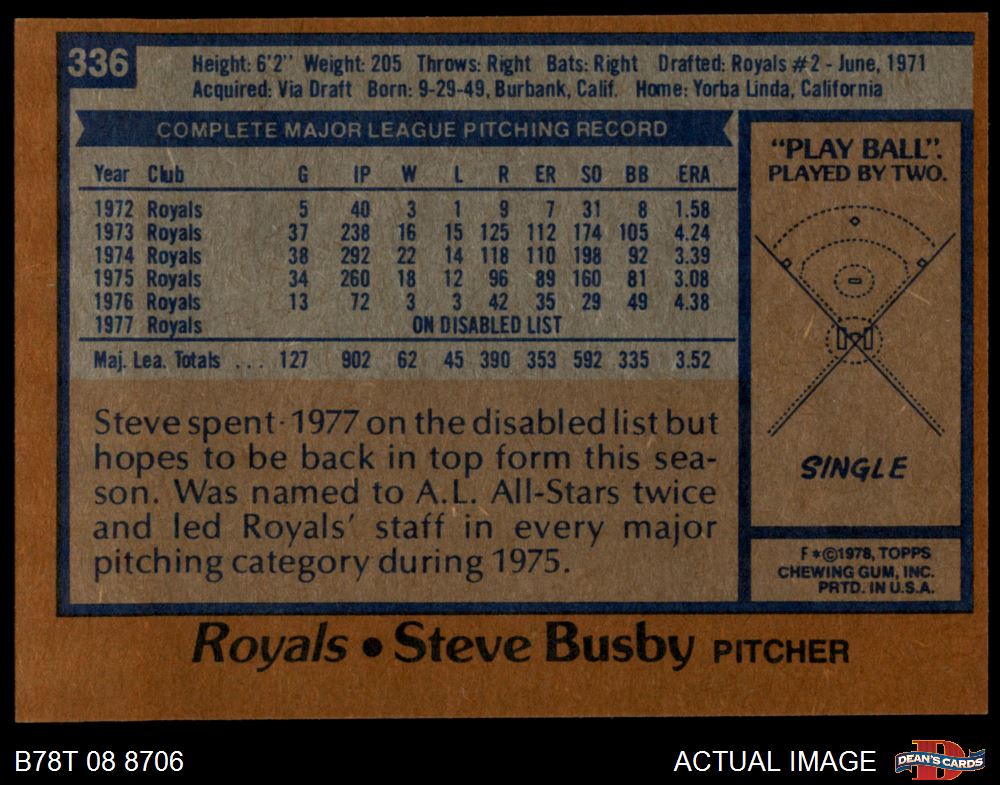 336
Height: 6'2" Weight: 205 Throws: Right Bats: Right Drafted: Royals #2 - June, 1971
Acquired: Via Draft Born: 9-29-49, Burbank, Calif. Home: Yorba Linda, California
COMPLETE MAJOR LEAGUE PITCHING RECORD
Year Club G IP W L R ER SO BB ERA
1972 Royals 5 40 3 1 9 7 31 8 1.58
1973 Royals 37 238 16 15 125 112 174 105 4.24
1974 Royals 38 292 22 14 118 110 198 92 3.39
1975 Royals 34 260 18 12 96 89 160 81 3.08
1976 Royals 13 72 3 3 42 35 29 49 4.38
1977 Royals ON DISABLED LIST
Maj. Lea. Totals ... 127 902 62 45 390 353 592 335 3.52
Steve spent 1977 on the disabled list but
hopes to be back in top form this sea-
son. Was named to A.L. All-Stars twice
and led Royals' staff in every major
pitching category during 1975.
"PLAY BALL".
PLAYED BY TWO.
SINGLE
F*©1978, TOPPS
CHEWING GUM, INC.
PRTD. IN U.S.A.
Royals • Steve Busby PITCHER
B78T 08 8706
ACTUAL IMAGE
D
DEAN'S CARDS